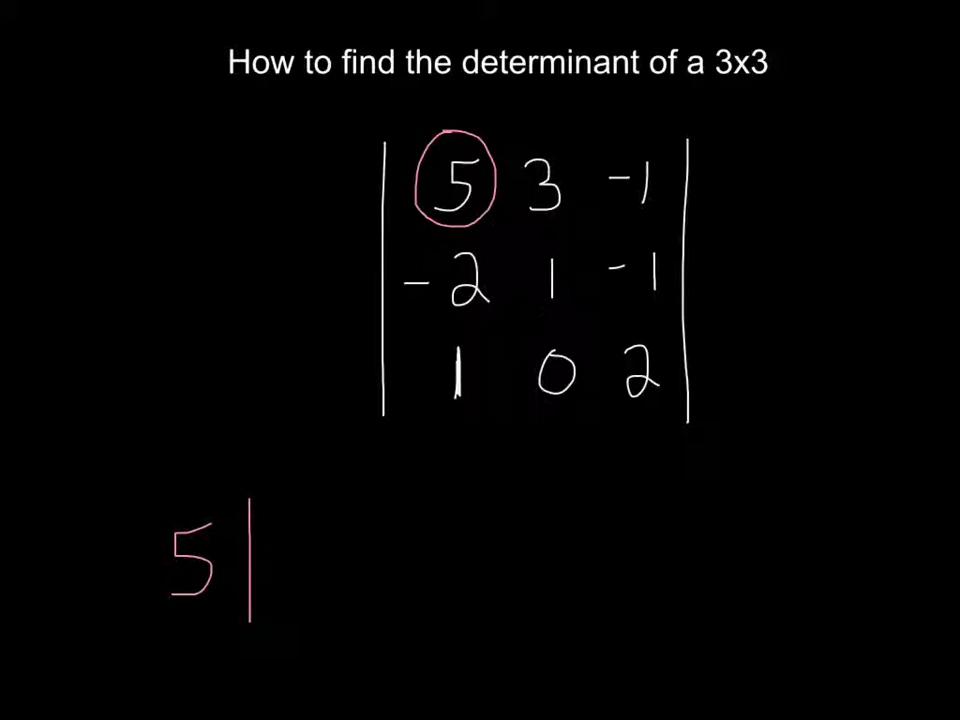 How to find the determinant of a 3x3
| 5 3 -1 |
| -2 1 -1 |
| 1 0 2 |
5 |